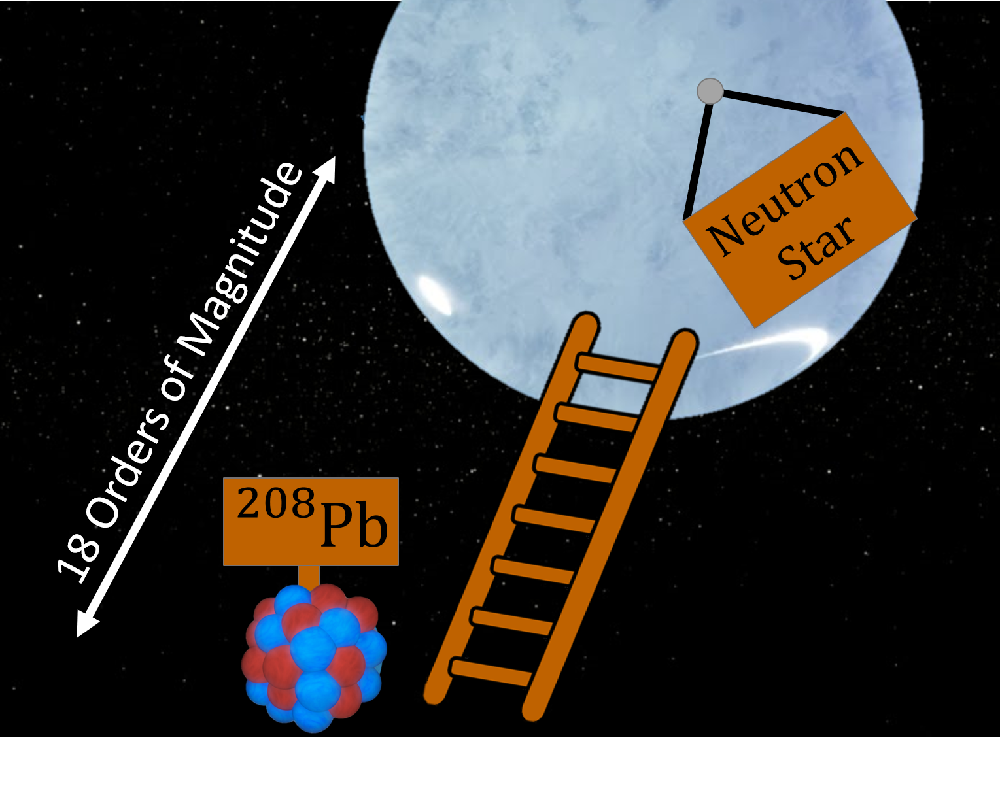 18 Orders of Magnitude
Neutron
Star
²⁰⁸Pb